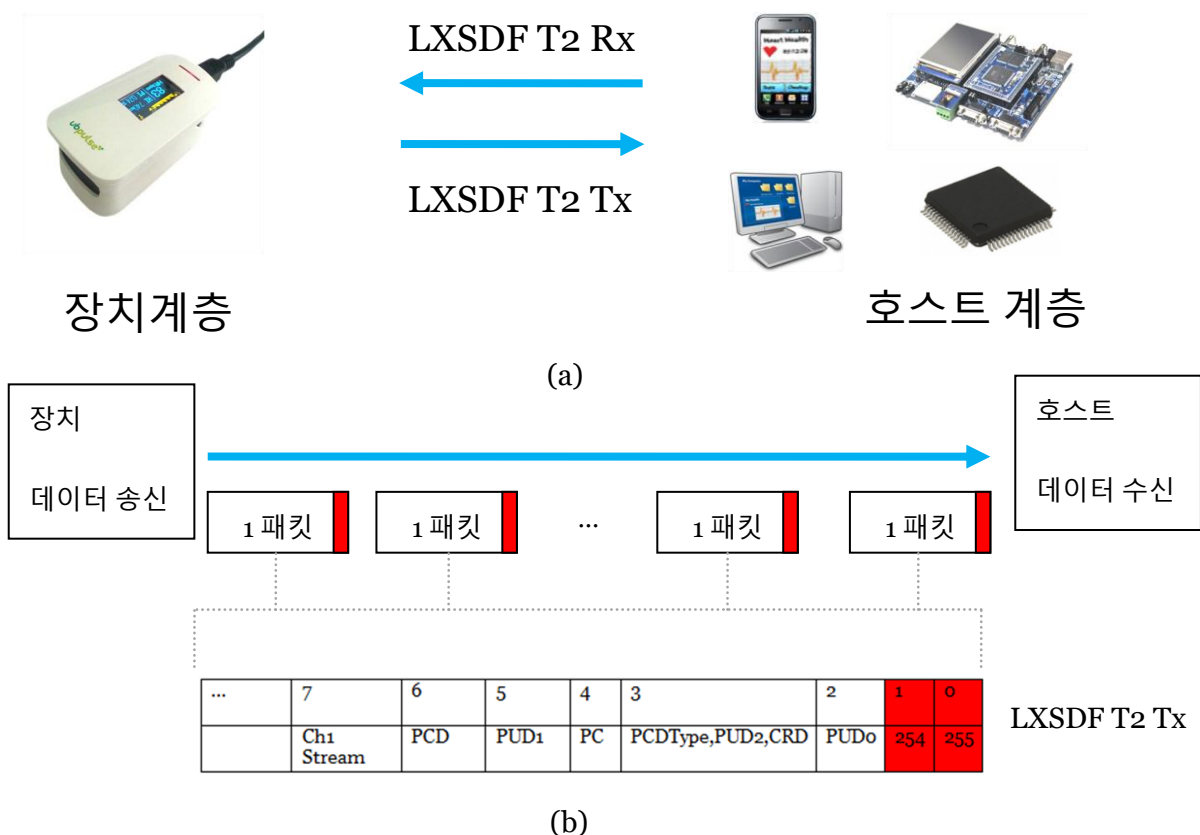 LXSDF T2 Rx
LXSDF T2 Tx
ubpulse
Heart Health
장치계층
호스트 계층
(a)
장치
데이터 송신
호스트
데이터 수신
1 패킷
1 패킷
...
1 패킷
1 패킷
... 7 6 5 4 3 2 1 0
Ch1 Stream PCD PUD1 PC PCDType,PUD2,CRD PUD0 254 255
LXSDF T2 Tx
(b)